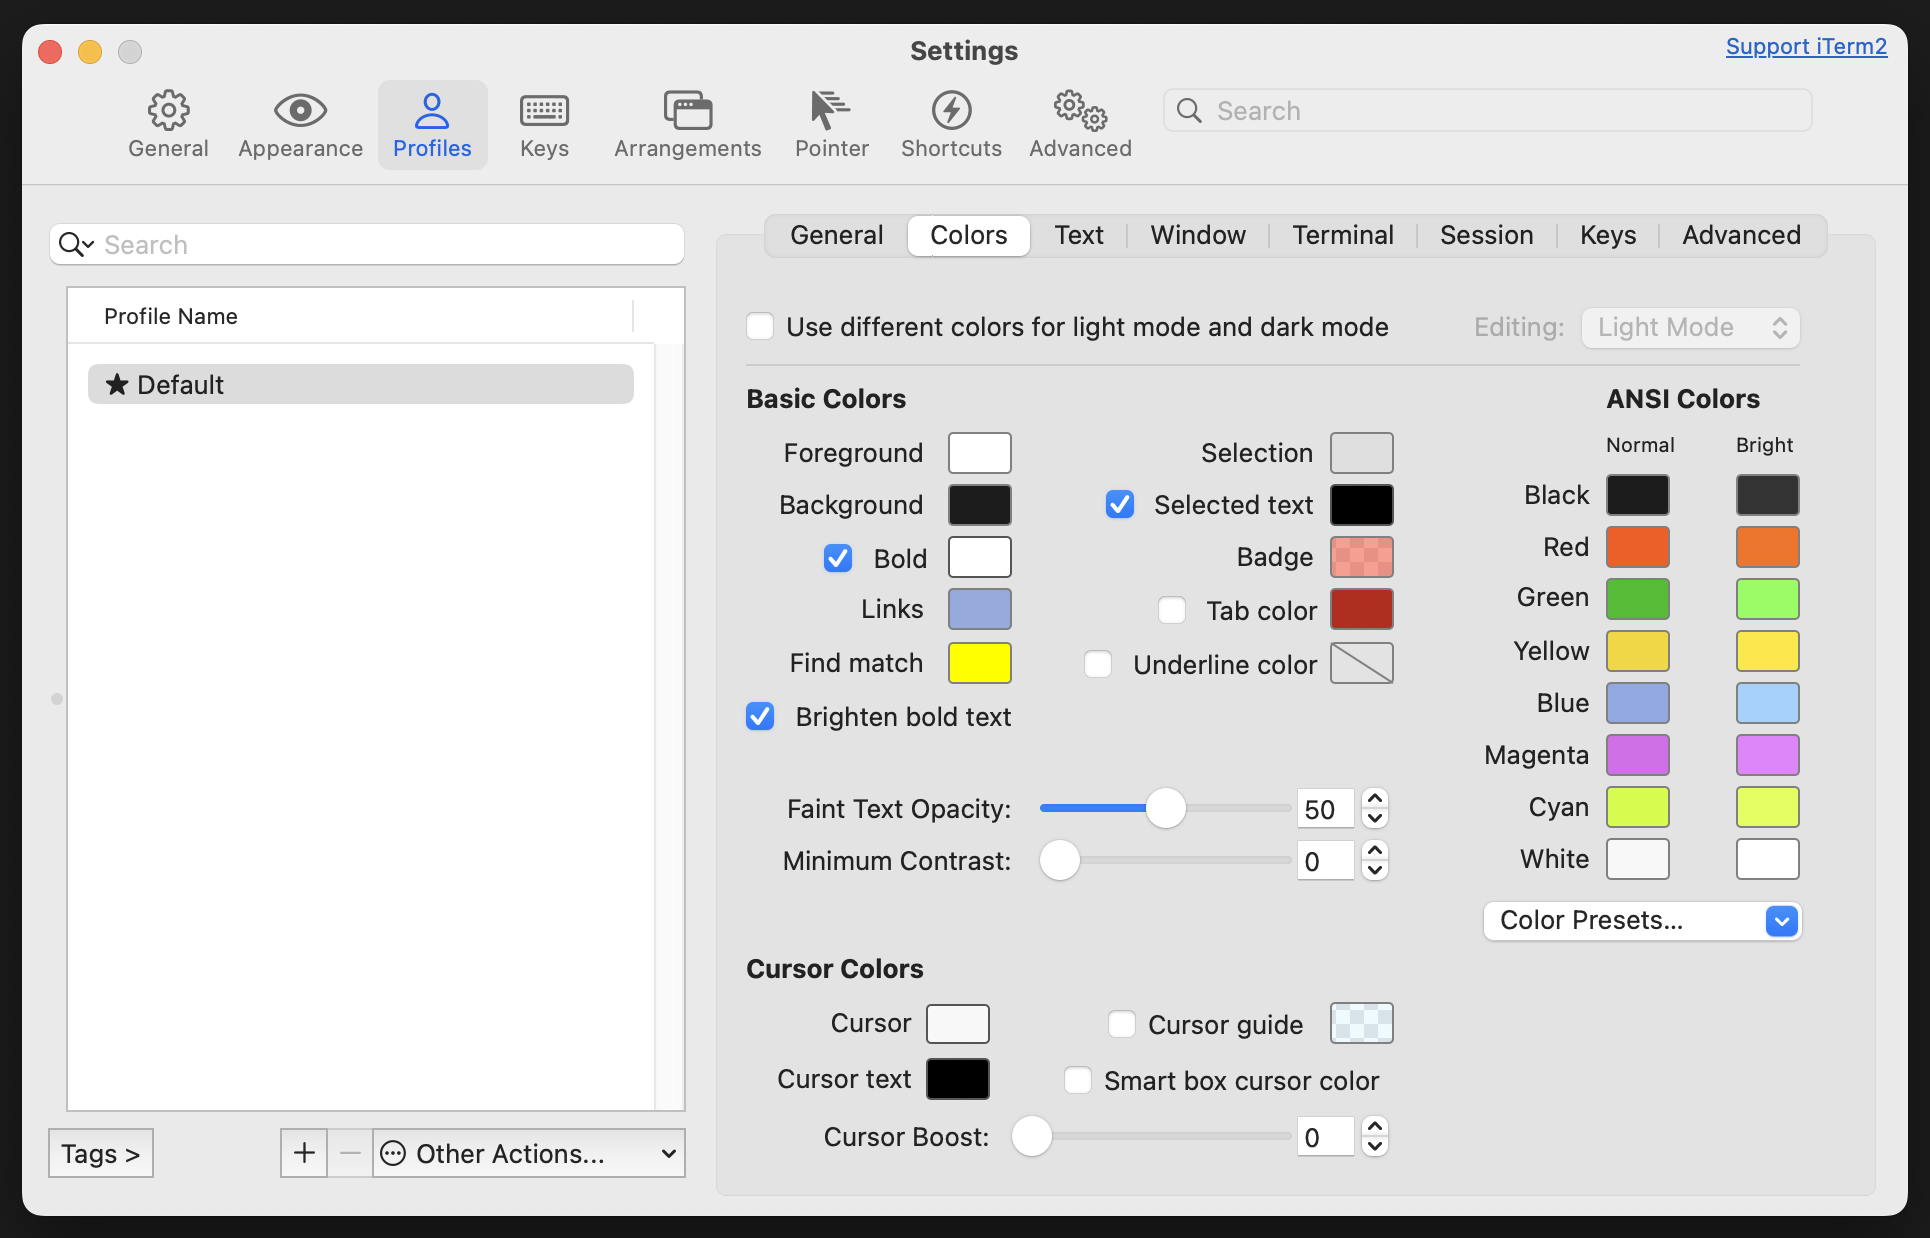 Settings
Support iTerm2
General
Appearance
Profiles
Keys
Arrangements
Pointer
Shortcuts
Advanced
Search
Search
Profile Name
★ Default
Tags >
+
−
Other Actions...
General
Colors
Text
Window
Terminal
Session
Keys
Advanced
Use different colors for light mode and dark mode
Editing: Light Mode
Basic Colors
Foreground
Background
Bold
Links
Find match
Brighten bold text
Selection
Selected text
Badge
Tab color
Underline color
Faint Text Opacity: 50
Minimum Contrast: 0
ANSI Colors
Normal Bright
Black
Red
Green
Yellow
Blue
Magenta
Cyan
White
Color Presets...
Cursor Colors
Cursor
Cursor guide
Cursor text
Smart box cursor color
Cursor Boost: 0